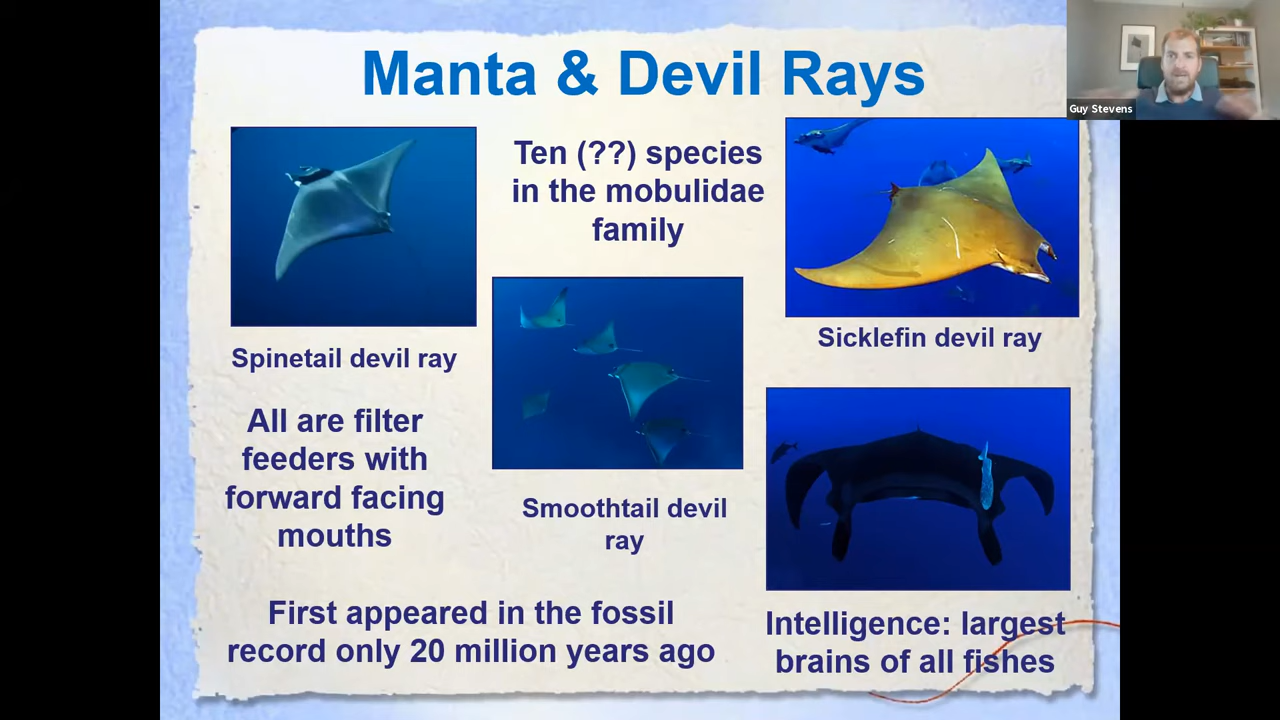 Manta & Devil Rays
Guy Stevens
Ten (??) species
in the mobulidae
family
Spinetail devil ray
Sicklefin devil ray
All are filter
feeders with
forward facing
mouths
Smoothtail devil
ray
First appeared in the fossil
record only 20 million years ago
Intelligence: largest
brains of all fishes